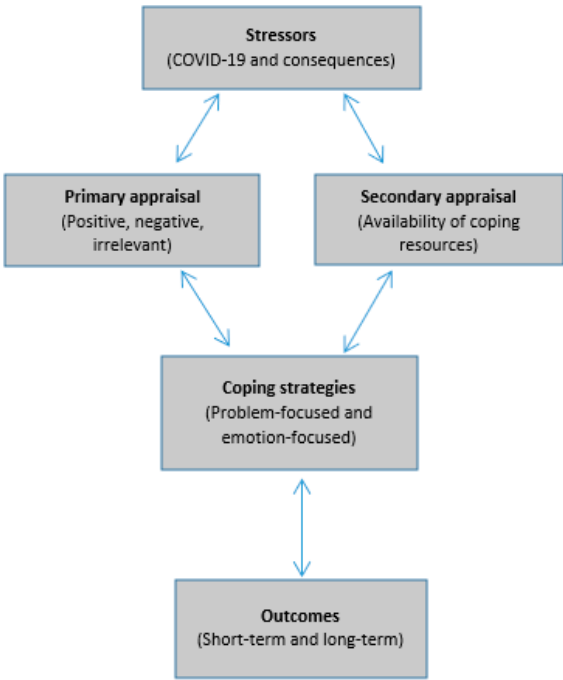 Stressors
(COVID-19 and consequences)
Primary appraisal
(Positive, negative,
irrelevant)
Secondary appraisal
(Availability of coping
resources)
Coping strategies
(Problem-focused and
emotion-focused)
Outcomes
(Short-term and long-term)